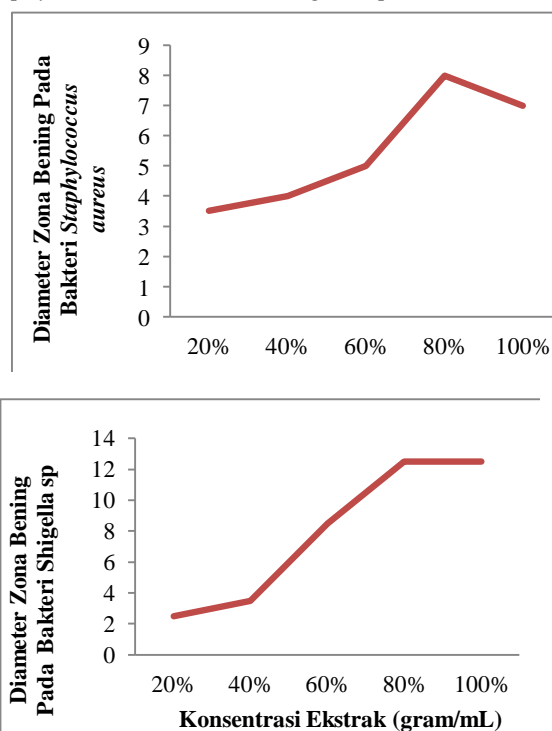 9
8
7
6
5
4
3
2
1
0
Diameter Zona Bening Pada
Bakteri Staphylococcus
aureus
20% 40% 60% 80% 100%
14
12
10
8
6
4
2
0
Diameter Zona Bening
Pada Bakteri Shigella sp
20% 40% 60% 80% 100%
Konsentrasi Ekstrak (gram/mL)